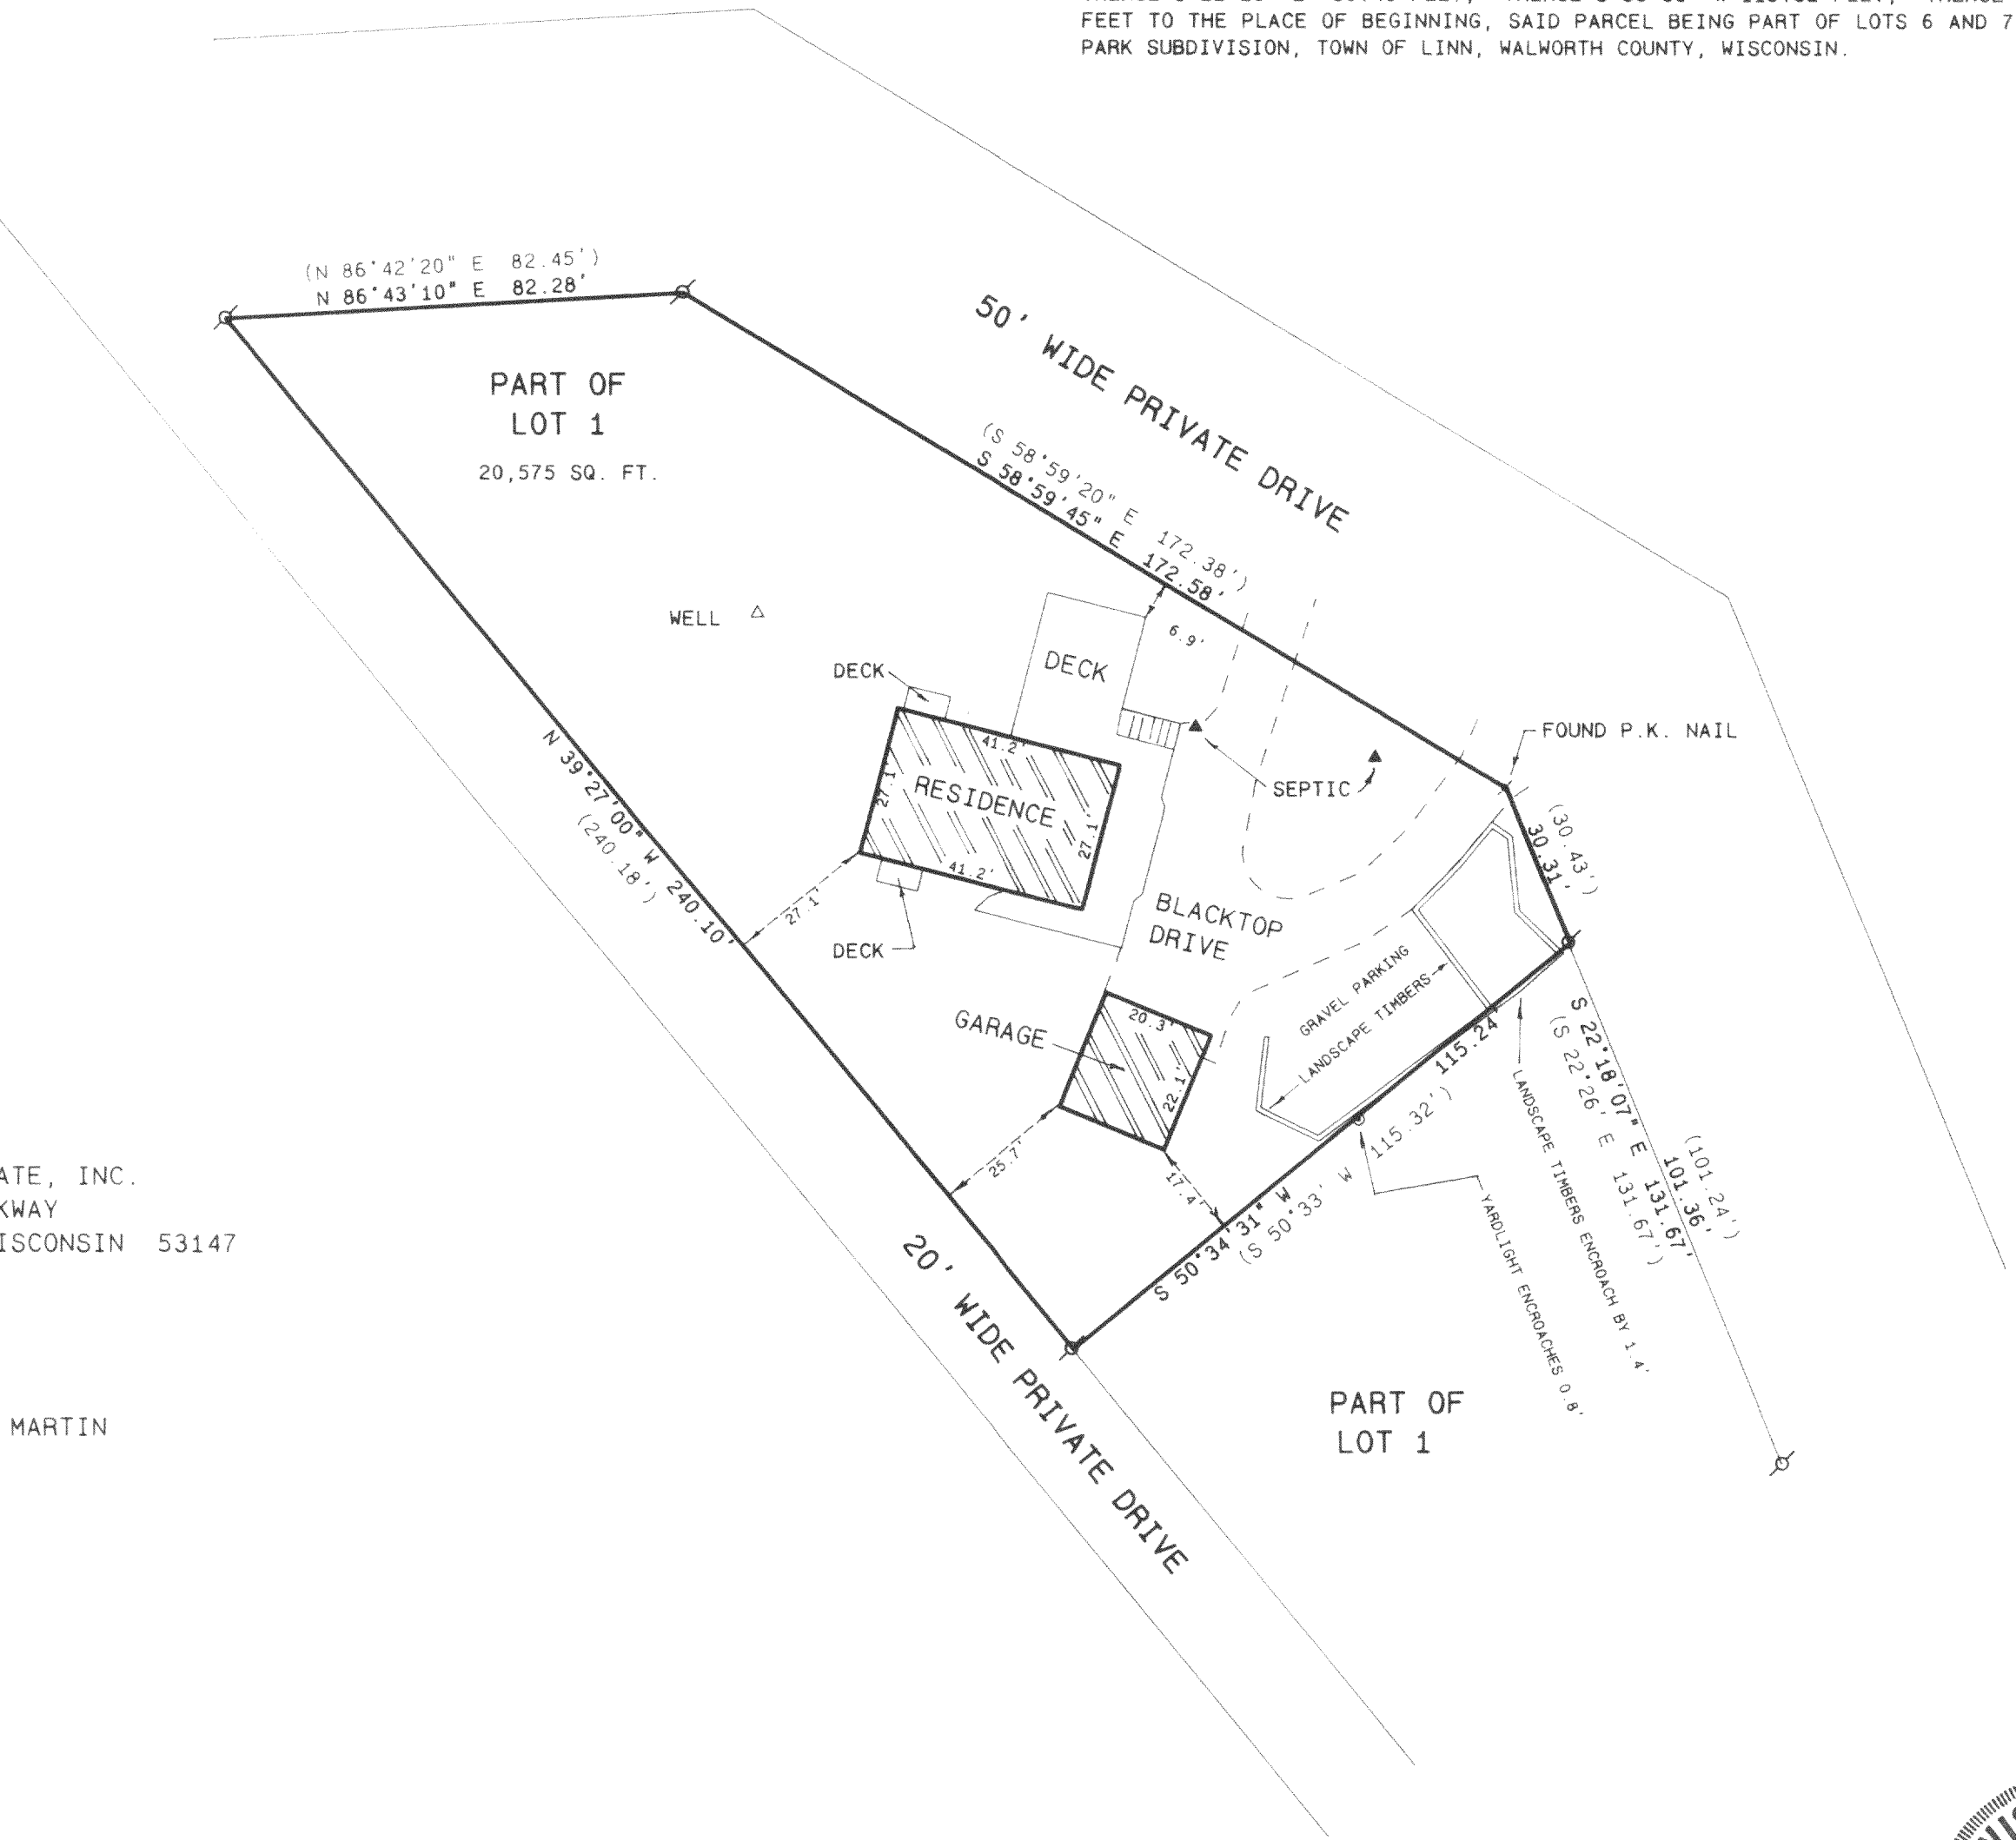 FEET TO THE PLACE OF BEGINNING, SAID PARCEL BEING PART OF LOTS 6 AND 7
PARK SUBDIVISION, TOWN OF LINN, WALWORTH COUNTY, WISCONSIN.
(N 86°42'20" E 82.45')
N 86°43'10" E 82.28'
PART OF
LOT 1
20,575 SQ. FT.
50' WIDE PRIVATE DRIVE
(S 58°59'20" E 172.38')
S 58°59'45" E 172.58'
WELL
6.9'
DECK
DECK
FOUND P.K. NAIL
SEPTIC
41.2'
27.1'
RESIDENCE
27.1'
41.2'
(30.43')
30.31'
N 39°27'00" W 240.10'
(240.18')
27.1'
DECK
BLACKTOP
DRIVE
GRAVEL PARKING
LANDSCAPE TIMBERS
GARAGE
20.3'
22.1'
25.7'
17.4'
S 50°34'31" W 115.24'
(S 50°33' W 115.32')
(101.24')
101.36'
S 22°18'07" E 131.67'
(S 22°26' E 131.67')
LANDSCAPE TIMBERS ENCROACH BY 1.4'
YARDLIGHT ENCROACHES 0.8'
ATE, INC.
KWAY
ISCONSIN 53147
20' WIDE PRIVATE DRIVE
PART OF
LOT 1
MARTIN